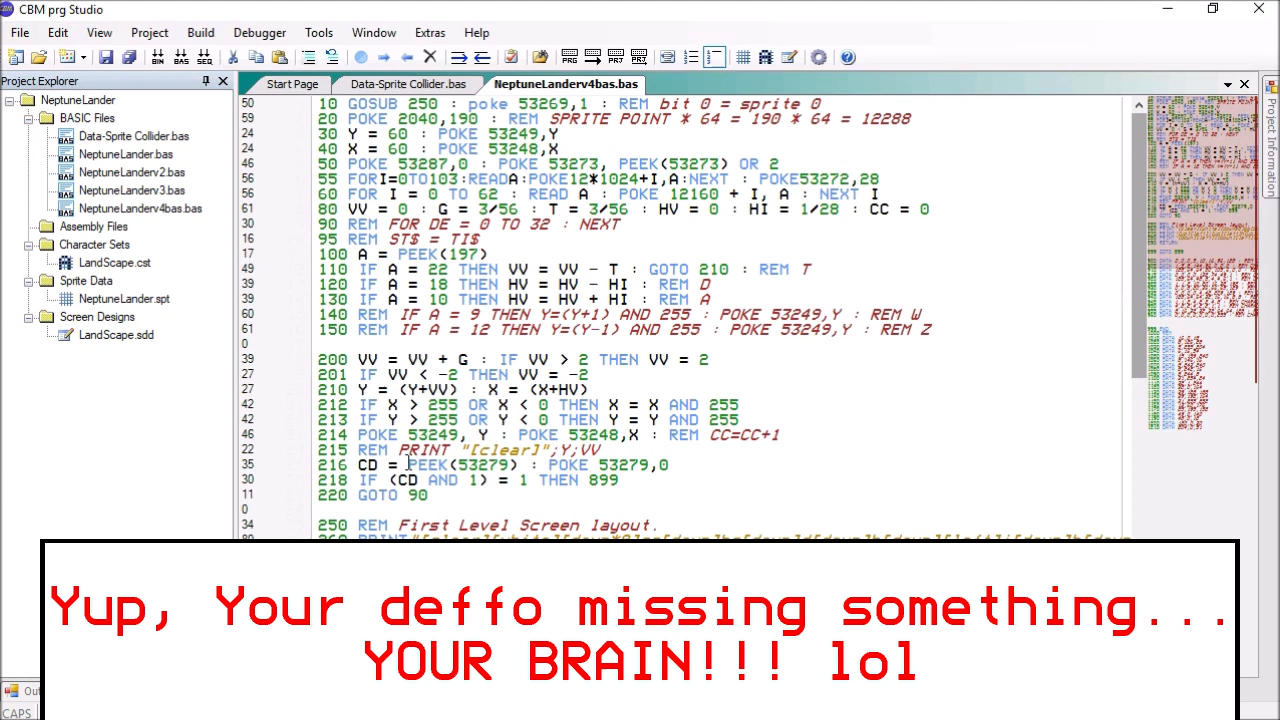 CBM prg Studio
File Edit View Project Build Debugger Tools Window Extras Help
Project Explorer
Start Page Data-Sprite Collider.bas NeptuneLanderv4bas.bas
NeptuneLander
BASIC Files
Data-Sprite Collider.bas
NeptuneLander.bas
NeptuneLanderv2.bas
NeptuneLanderv3.bas
NeptuneLanderv4bas.bas
Assembly Files
Character Sets
LandScape.cst
Sprite Data
NeptuneLander.spt
Screen Designs
LandScape.sdd
50 10 GOSUB 250 : poke 53269,1 : REM bit 0 = sprite 0
59 20 POKE 2040,190 : REM SPRITE POINT * 64 = 190 * 64 = 12288
24 30 Y = 60 : POKE 53249,Y
24 40 X = 60 : POKE 53248,X
46 50 POKE 53287,0 : POKE 53273, PEEK(53273) OR 2
56 55 FORI=0TO103:READA:POKE12*1024+I,A:NEXT : POKE53272,28
56 60 FOR I = 0 TO 62 : READ A : POKE 12160 + I, A : NEXT I
61 80 VV = 0 : G = 3/56 : T = 3/56 : HV = 0 : HI = 1/28 : CC = 0
30 90 REM FOR DE = 0 TO 32 : NEXT
16 95 REM ST$ = TI$
17 100 A = PEEK(197)
49 110 IF A = 22 THEN VV = VV - T : GOTO 210 : REM T
39 120 IF A = 18 THEN HV = HV - HI : REM D
39 130 IF A = 10 THEN HV = HV + HI : REM A
60 140 REM IF A = 9 THEN Y=(Y+1) AND 255 : POKE 53249,Y : REM W
61 150 REM IF A = 12 THEN Y=(Y-1) AND 255 : POKE 53249,Y : REM Z
0
39 200 VV = VV + G : IF VV > 2 THEN VV = 2
27 201 IF VV < -2 THEN VV = -2
27 210 Y = (Y+VV) : X = (X+HV)
42 212 IF X > 255 OR X < 0 THEN X = X AND 255
42 213 IF Y > 255 OR Y < 0 THEN Y = Y AND 255
46 214 POKE 53249, Y : POKE 53248,X : REM CC=CC+1
22 215 REM PRINT "[clear]";Y;VV
35 216 CD = PEEK(53279) : POKE 53279,0
30 218 IF (CD AND 1) = 1 THEN 899
11 220 GOTO 90
0
34 250 REM First Level Screen layout.
Yup, Your deffo missing something...
YOUR BRAIN!!! lol
Document Information
Out
CAPS